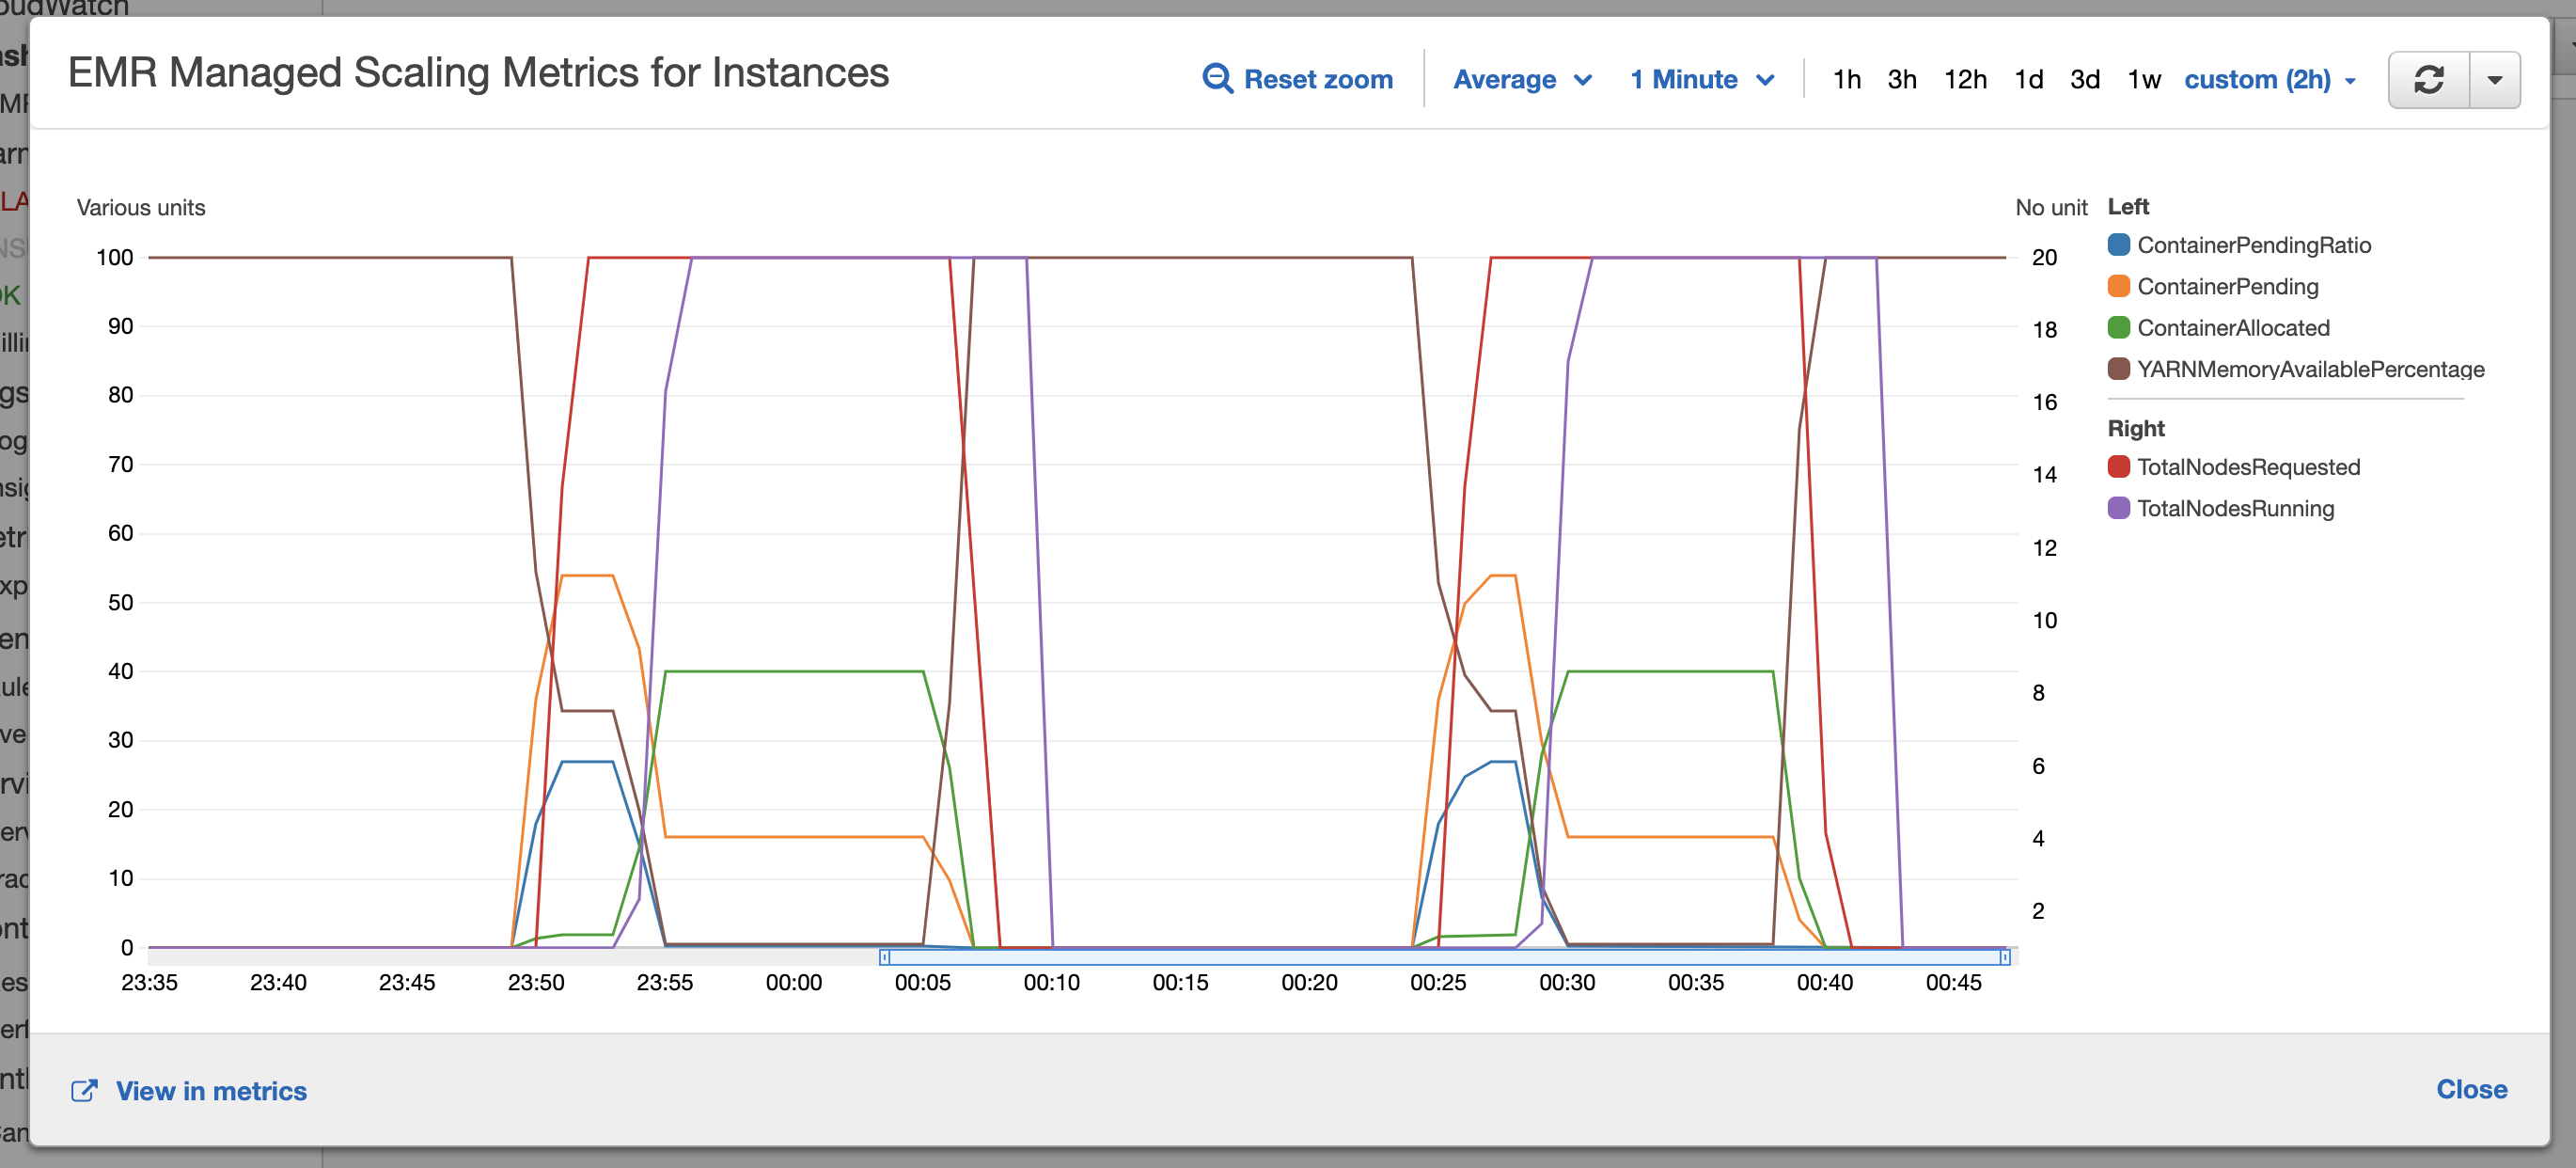 EMR Managed Scaling Metrics for Instances
Reset zoom
Average
1 Minute
1h 3h 12h 1d 3d 1w custom (2h)
Various units
No unit
100
90
80
70
60
50
40
30
20
10
0
20
18
16
14
12
10
8
6
4
2
23:35 23:40 23:45 23:50 23:55 00:00 00:05 00:10 00:15 00:20 00:25 00:30 00:35 00:40 00:45
Left
ContainerPendingRatio
ContainerPending
ContainerAllocated
YARNMemoryAvailablePercentage
Right
TotalNodesRequested
TotalNodesRunning
View in metrics
Close